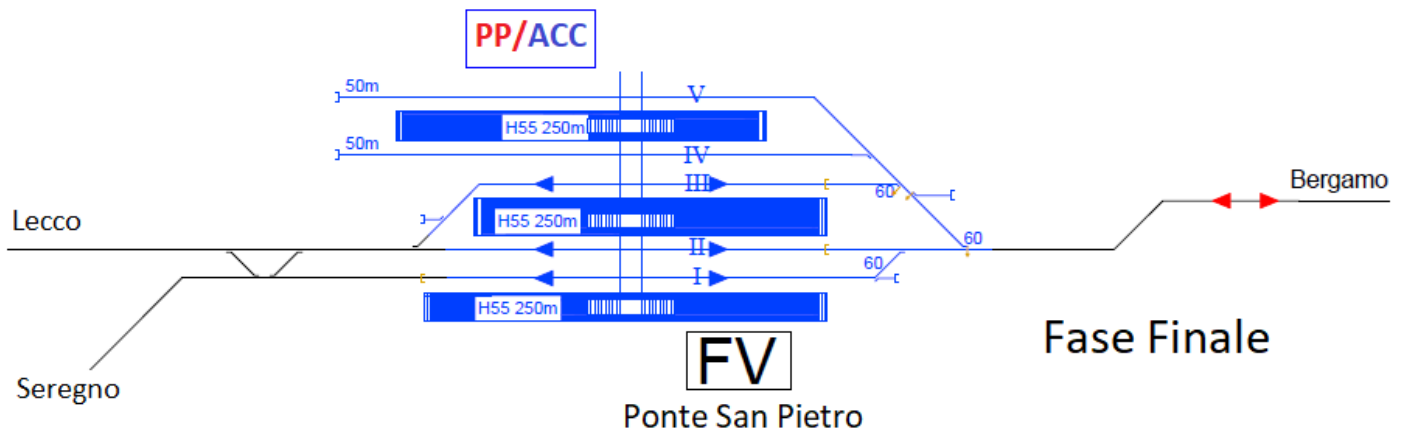 PP/ACC
50m
V
H55 250m
50m
IV
III
60
Bergamo
Lecco
H55 250m
II
60
60
I
H55 250m
Fase Finale
FV
Seregno
Ponte San Pietro